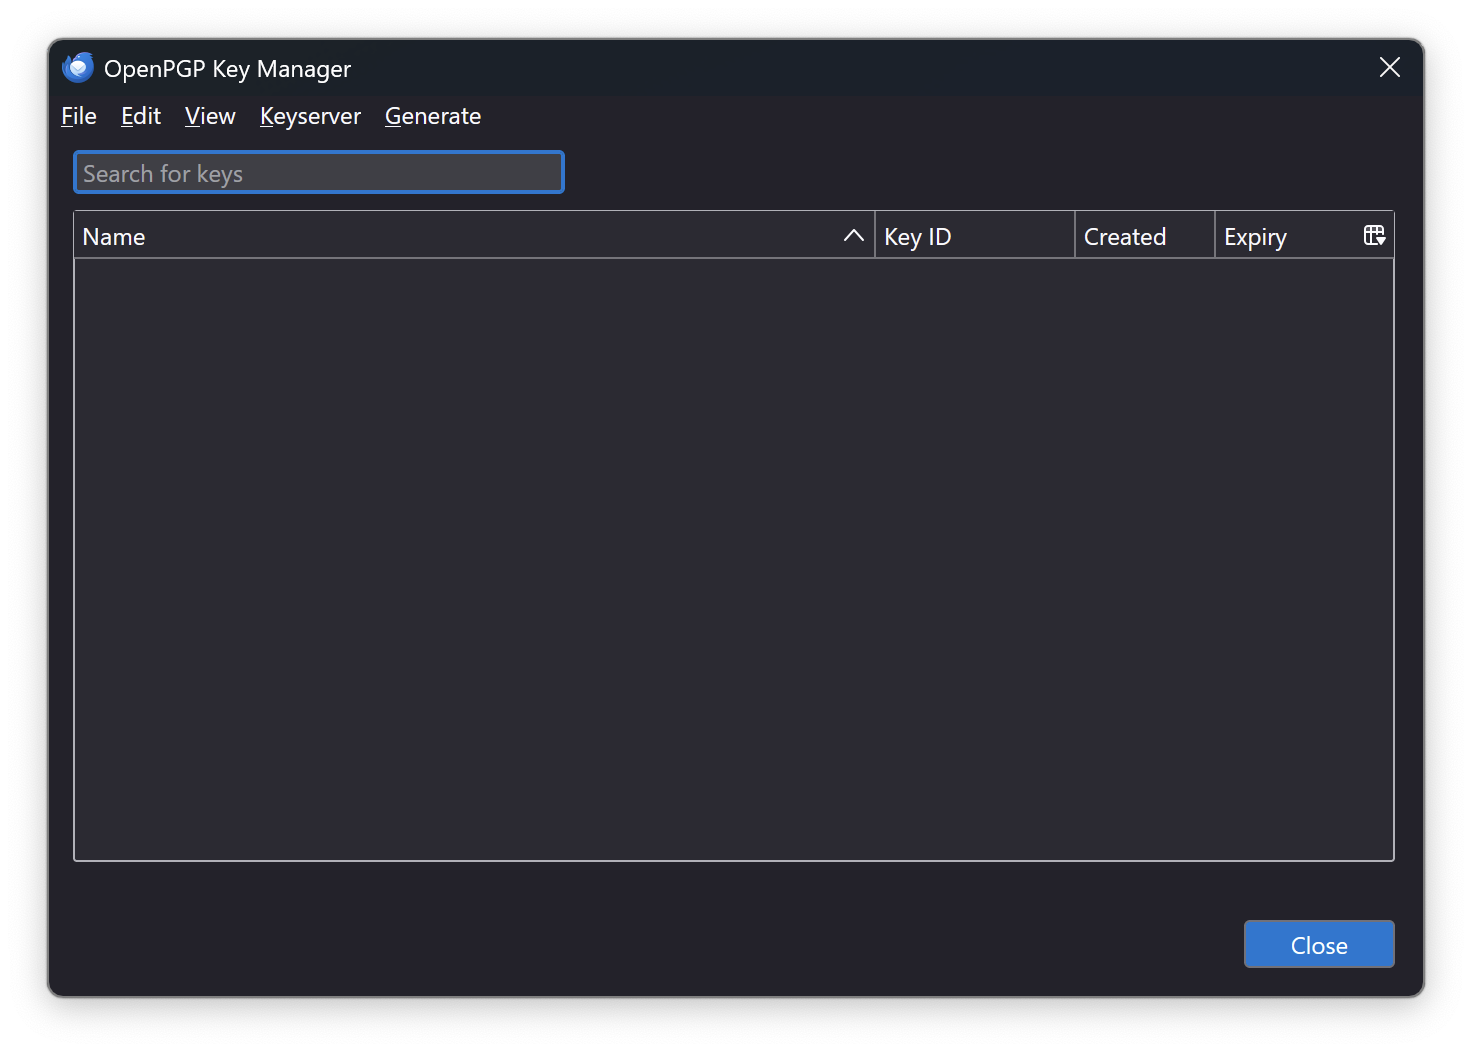 OpenPGP Key Manager
File Edit View Keyserver Generate
Search for keys
Name Key ID Created Expiry
Close